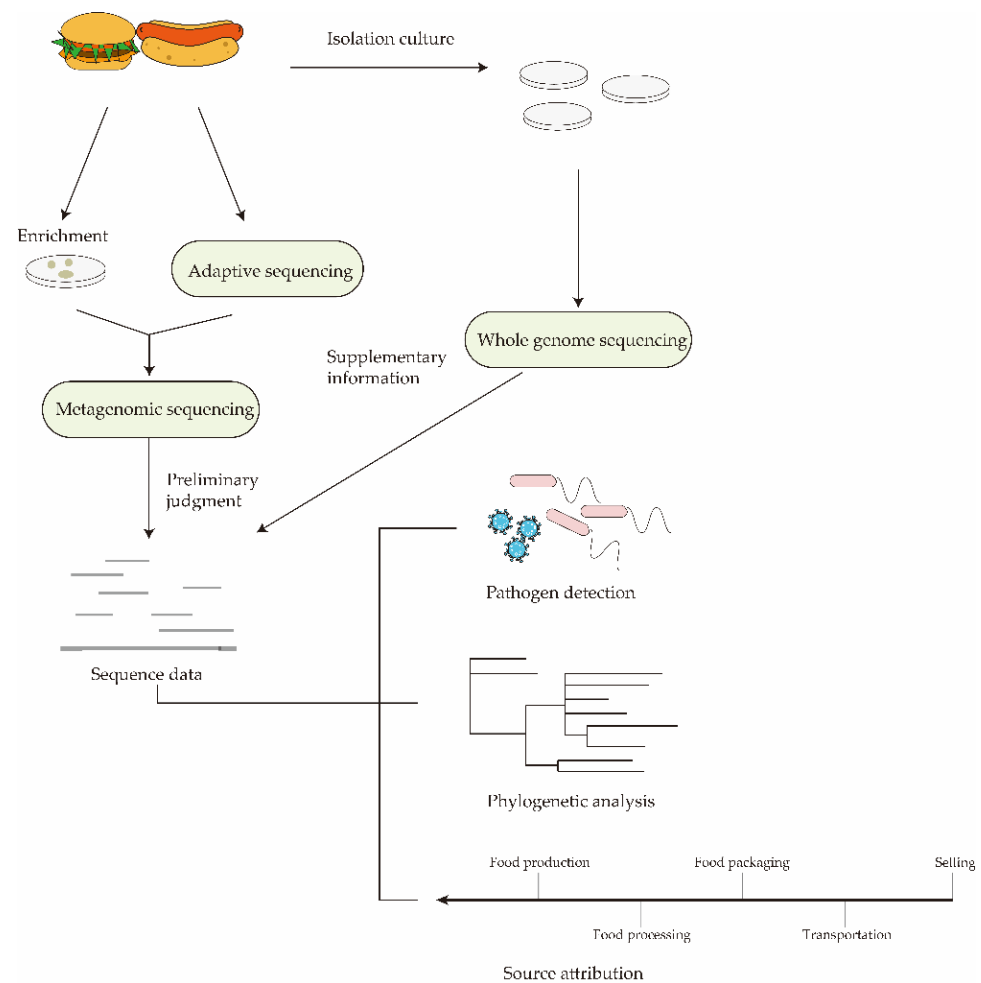 Isolation culture
Enrichment
Adaptive sequencing
Whole genome sequencing
Supplementary
information
Metagenomic sequencing
Preliminary
judgment
Pathogen detection
Sequence data
Phylogenetic analysis
Food production
Food packaging
Selling
Food processing
Transportation
Source attribution